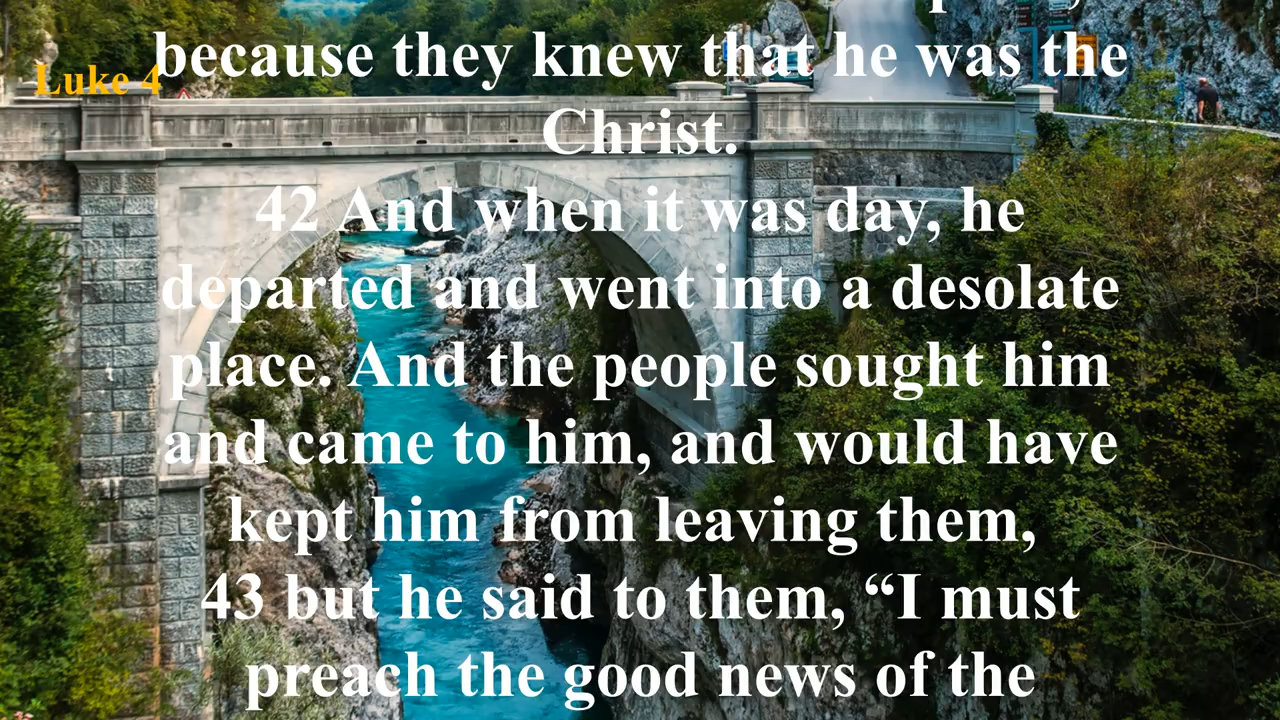 because they knew that he was the
Luke 4
Christ.
42 And when it was day, he
departed and went into a desolate
place. And the people sought him
and came to him, and would have
kept him from leaving them,
43 but he said to them, “I must
preach the good news of the